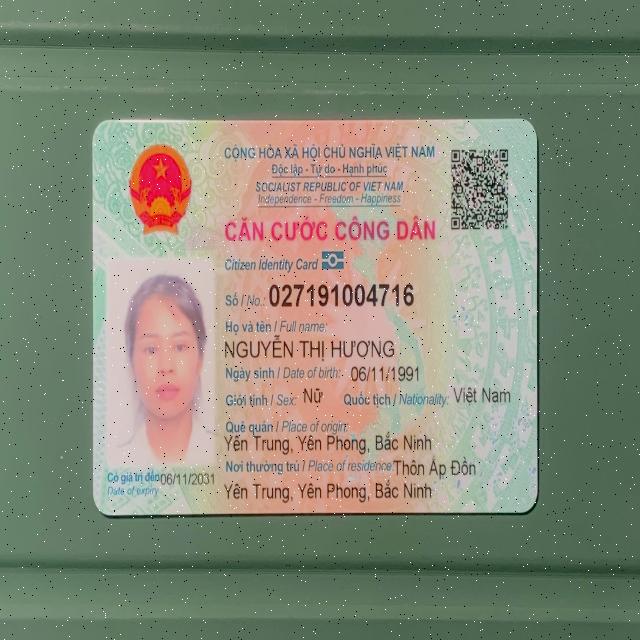 CỘNG HÒA XÃ HỘI CHỦ NGHĨA VIỆT NAM
Độc lập - Tự do - Hạnh phúc
SOCIALIST REPUBLIC OF VIET NAM
Independence - Freedom - Happiness
CĂN CƯỚC CÔNG DÂN
Citizen Identity Card
Số / No.: 027191004716
Họ và tên / Full name:
NGUYỄN THỊ HƯƠNG
Ngày sinh / Date of birth: 06/11/1991
Giới tính / Sex: Nữ Quốc tịch / Nationality: Việt Nam
Quê quán / Place of origin:
Yên Trung, Yên Phong, Bắc Ninh
Nơi thường trú / Place of residence: Thôn Ấp Đồn
Yên Trung, Yên Phong, Bắc Ninh
Có giá trị đến 06/11/2031
Date of expiry